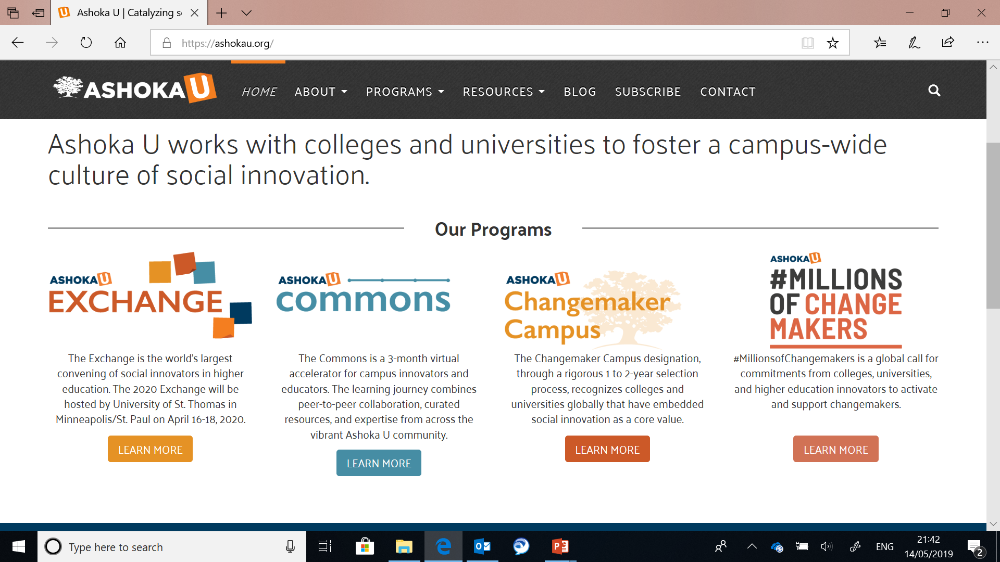 Ashoka U | Catalyzing s
https://ashokau.org/
ASHOKA U
HOME ABOUT PROGRAMS RESOURCES BLOG SUBSCRIBE CONTACT
Ashoka U works with colleges and universities to foster a campus-wide
culture of social innovation.
Our Programs
ASHOKA U
EXCHANGE
The Exchange is the world's largest
convening of social innovators in higher
education. The 2020 Exchange will be
hosted by University of St. Thomas in
Minneapolis/St. Paul on April 16-18, 2020.
LEARN MORE
ASHOKA U
commons
The Commons is a 3-month virtual
accelerator for campus innovators and
educators. The learning journey combines
peer-to-peer collaboration, curated
resources, and expertise from across the
vibrant Ashoka U community.
LEARN MORE
ASHOKA U
Changemaker
Campus
The Changemaker Campus designation,
through a rigorous 1 to 2-year selection
process, recognizes colleges and
universities globally that have embedded
social innovation as a core value.
LEARN MORE
ASHOKA U
#MILLIONS
OF CHANGE
MAKERS
#MillionsofChangemakers is a global call for
commitments from colleges, universities,
and higher education innovators to activate
and support changemakers.
LEARN MORE
Type here to search
ENG
21:42
14/05/2019
2